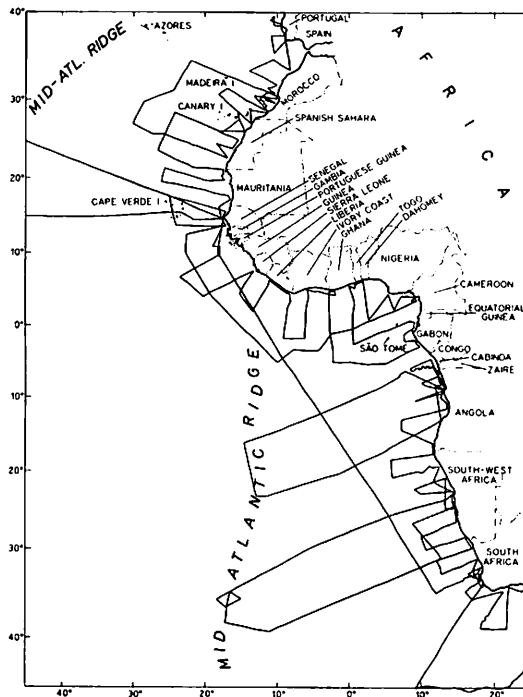 40°
AZORES
PORTUGAL
SPAIN
AFRICA
MID-ATL. RIDGE
MADEIRA I
30°
CANARY I
MOROCCO
SPANISH SAHARA
20°
MAURITANIA
CAPE VERDE I
SENEGAL
GAMBIA
PORTUGUESE GUINEA
GUINEA
SIERRA LEONE
LIBERIA
IVORY COAST
GHANA
TOGO
DAHOMEY
10°
NIGERIA
CAMEROON
EQUATORIAL
GUINEA
0°
SÃO TOMÉ
GABON
CONGO
CABINDA
ZAIRE
10°
ANGOLA
MID ATLANTIC RIDGE
20°
SOUTH-WEST
AFRICA
30°
SOUTH
AFRICA
40°
40°
30°
20°
10°
0°
10°
20°